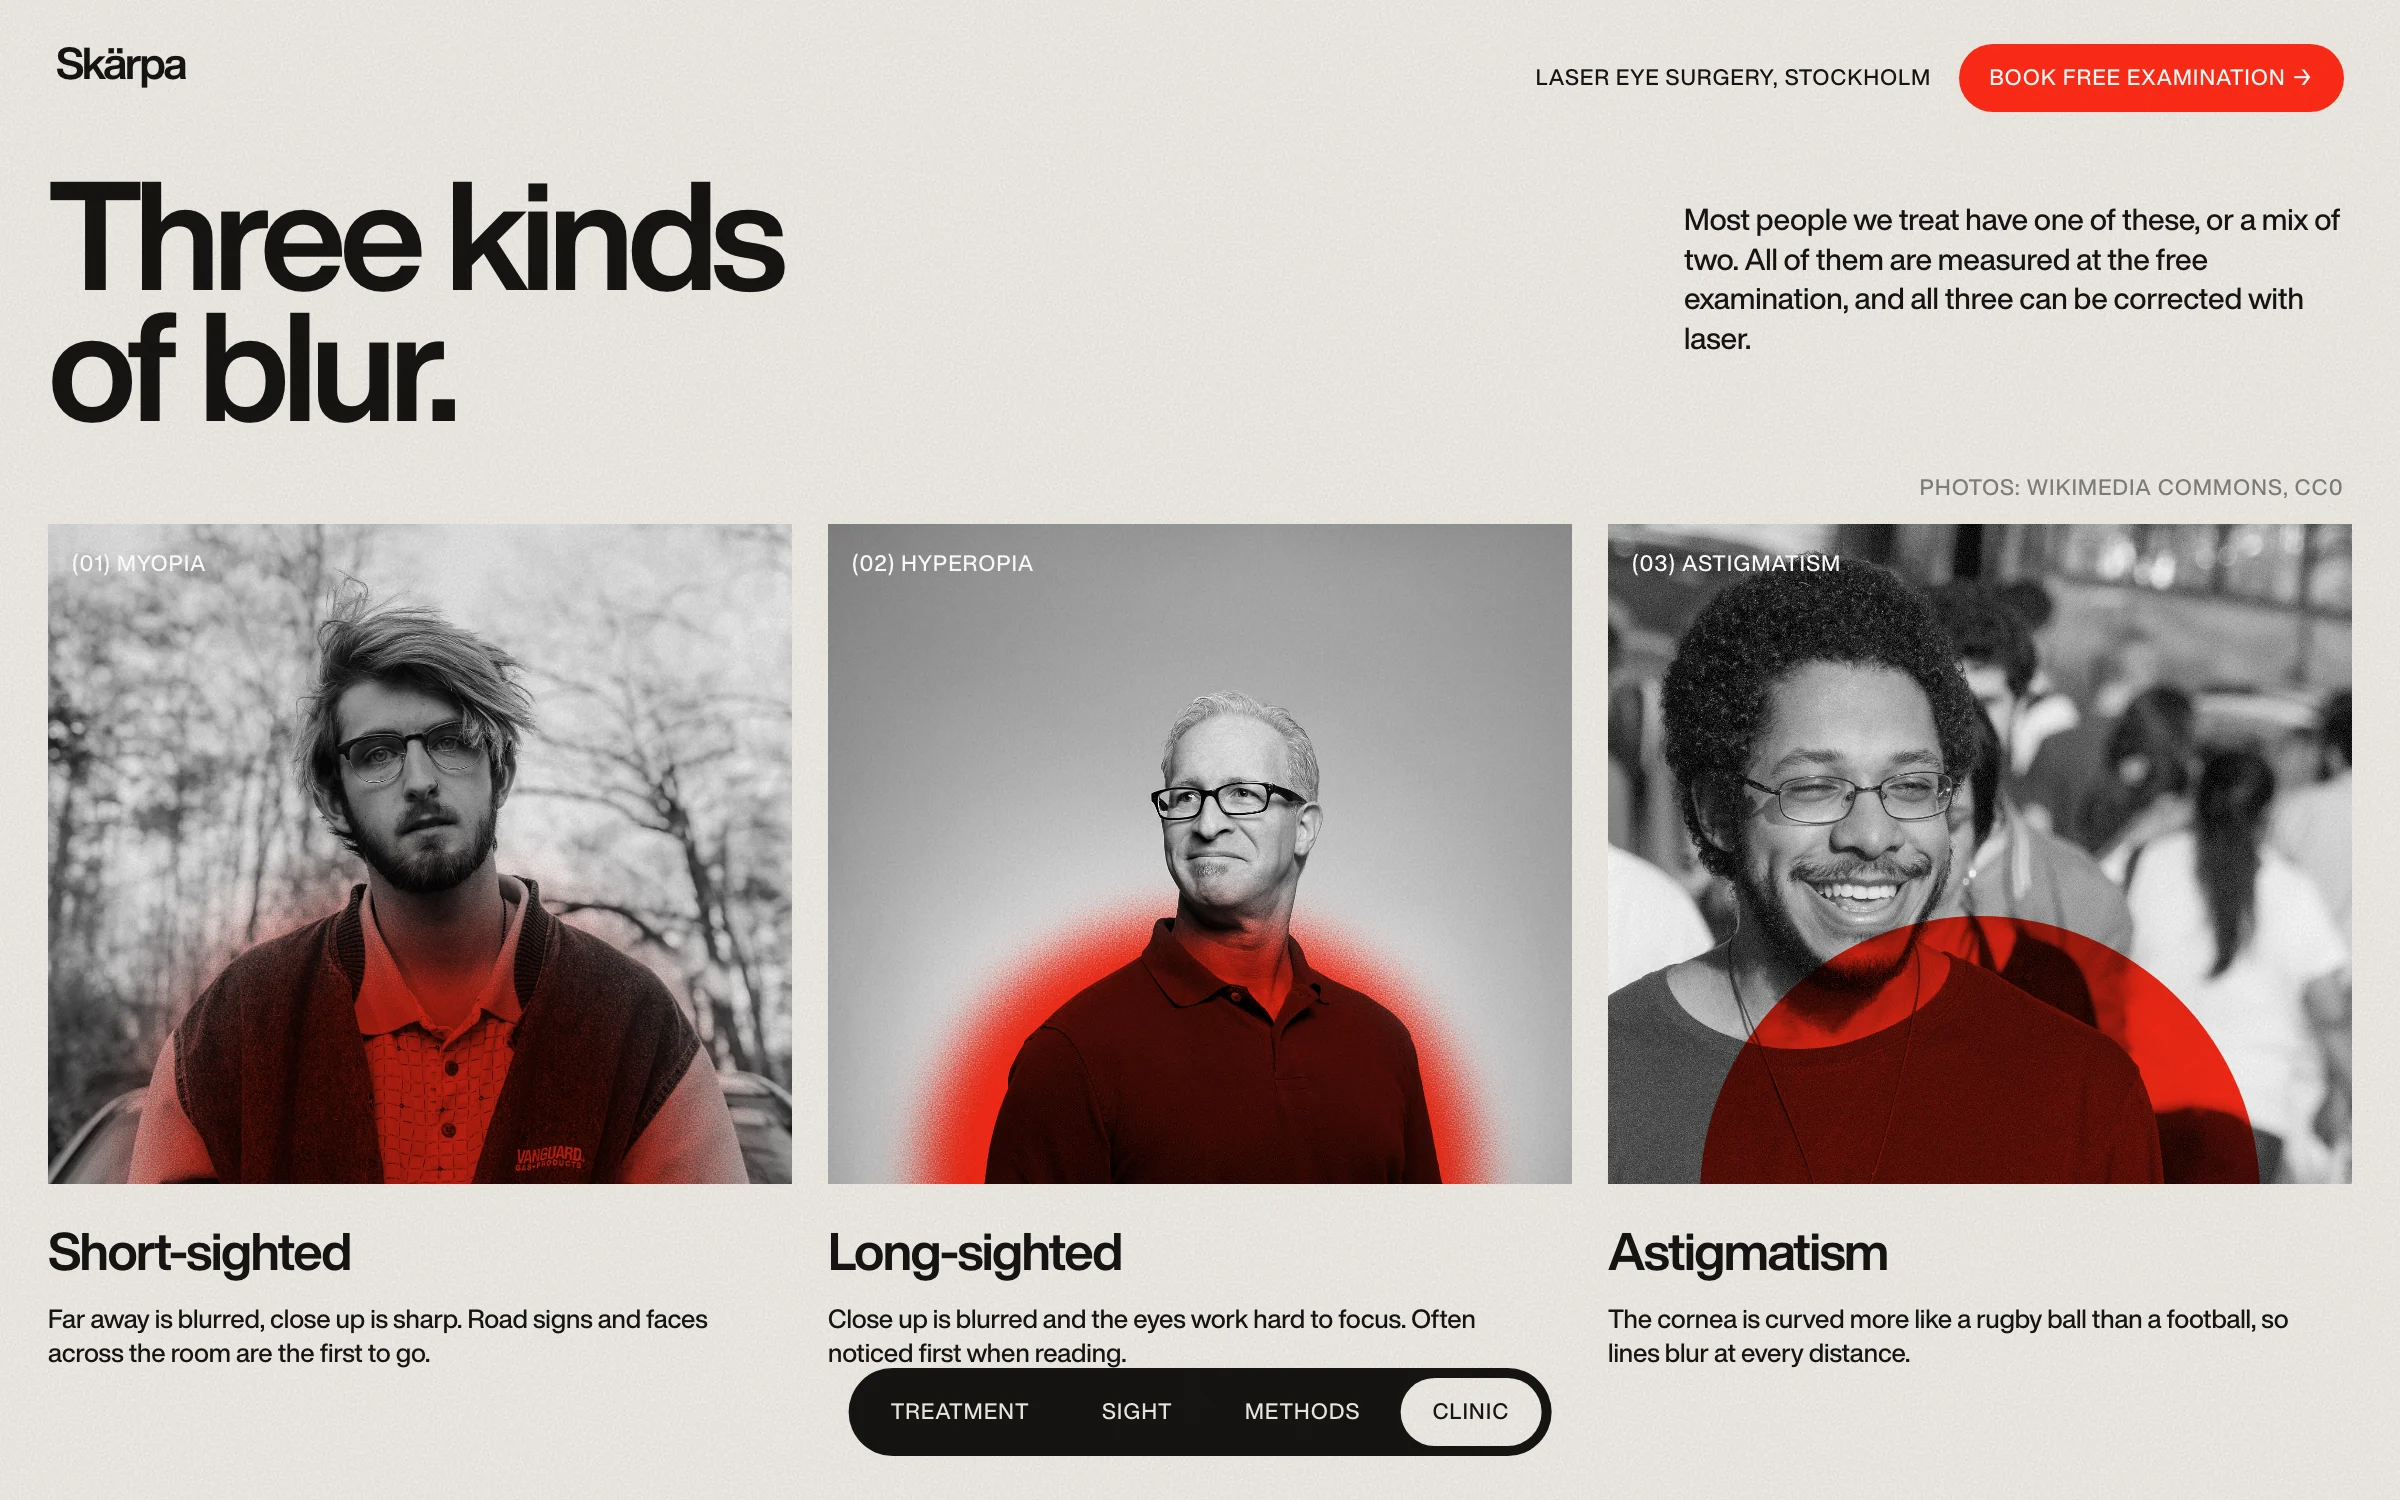 Skärpa
LASER EYE SURGERY, STOCKHOLM
BOOK FREE EXAMINATION →
Three kinds
of blur.
Most people we treat have one of these, or a mix of
two. All of them are measured at the free
examination, and all three can be corrected with
laser.
PHOTOS: WIKIMEDIA COMMONS, CC0
(01) MYOPIA
VANGUARD.
GAS-PRODUCTS
Short-sighted
Far away is blurred, close up is sharp. Road signs and faces
across the room are the first to go.
(02) HYPEROPIA
Long-sighted
Close up is blurred and the eyes work hard to focus. Often
noticed first when reading.
(03) ASTIGMATISM
Astigmatism
The cornea is curved more like a rugby ball than a football, so
lines blur at every distance.
TREATMENT SIGHT METHODS CLINIC